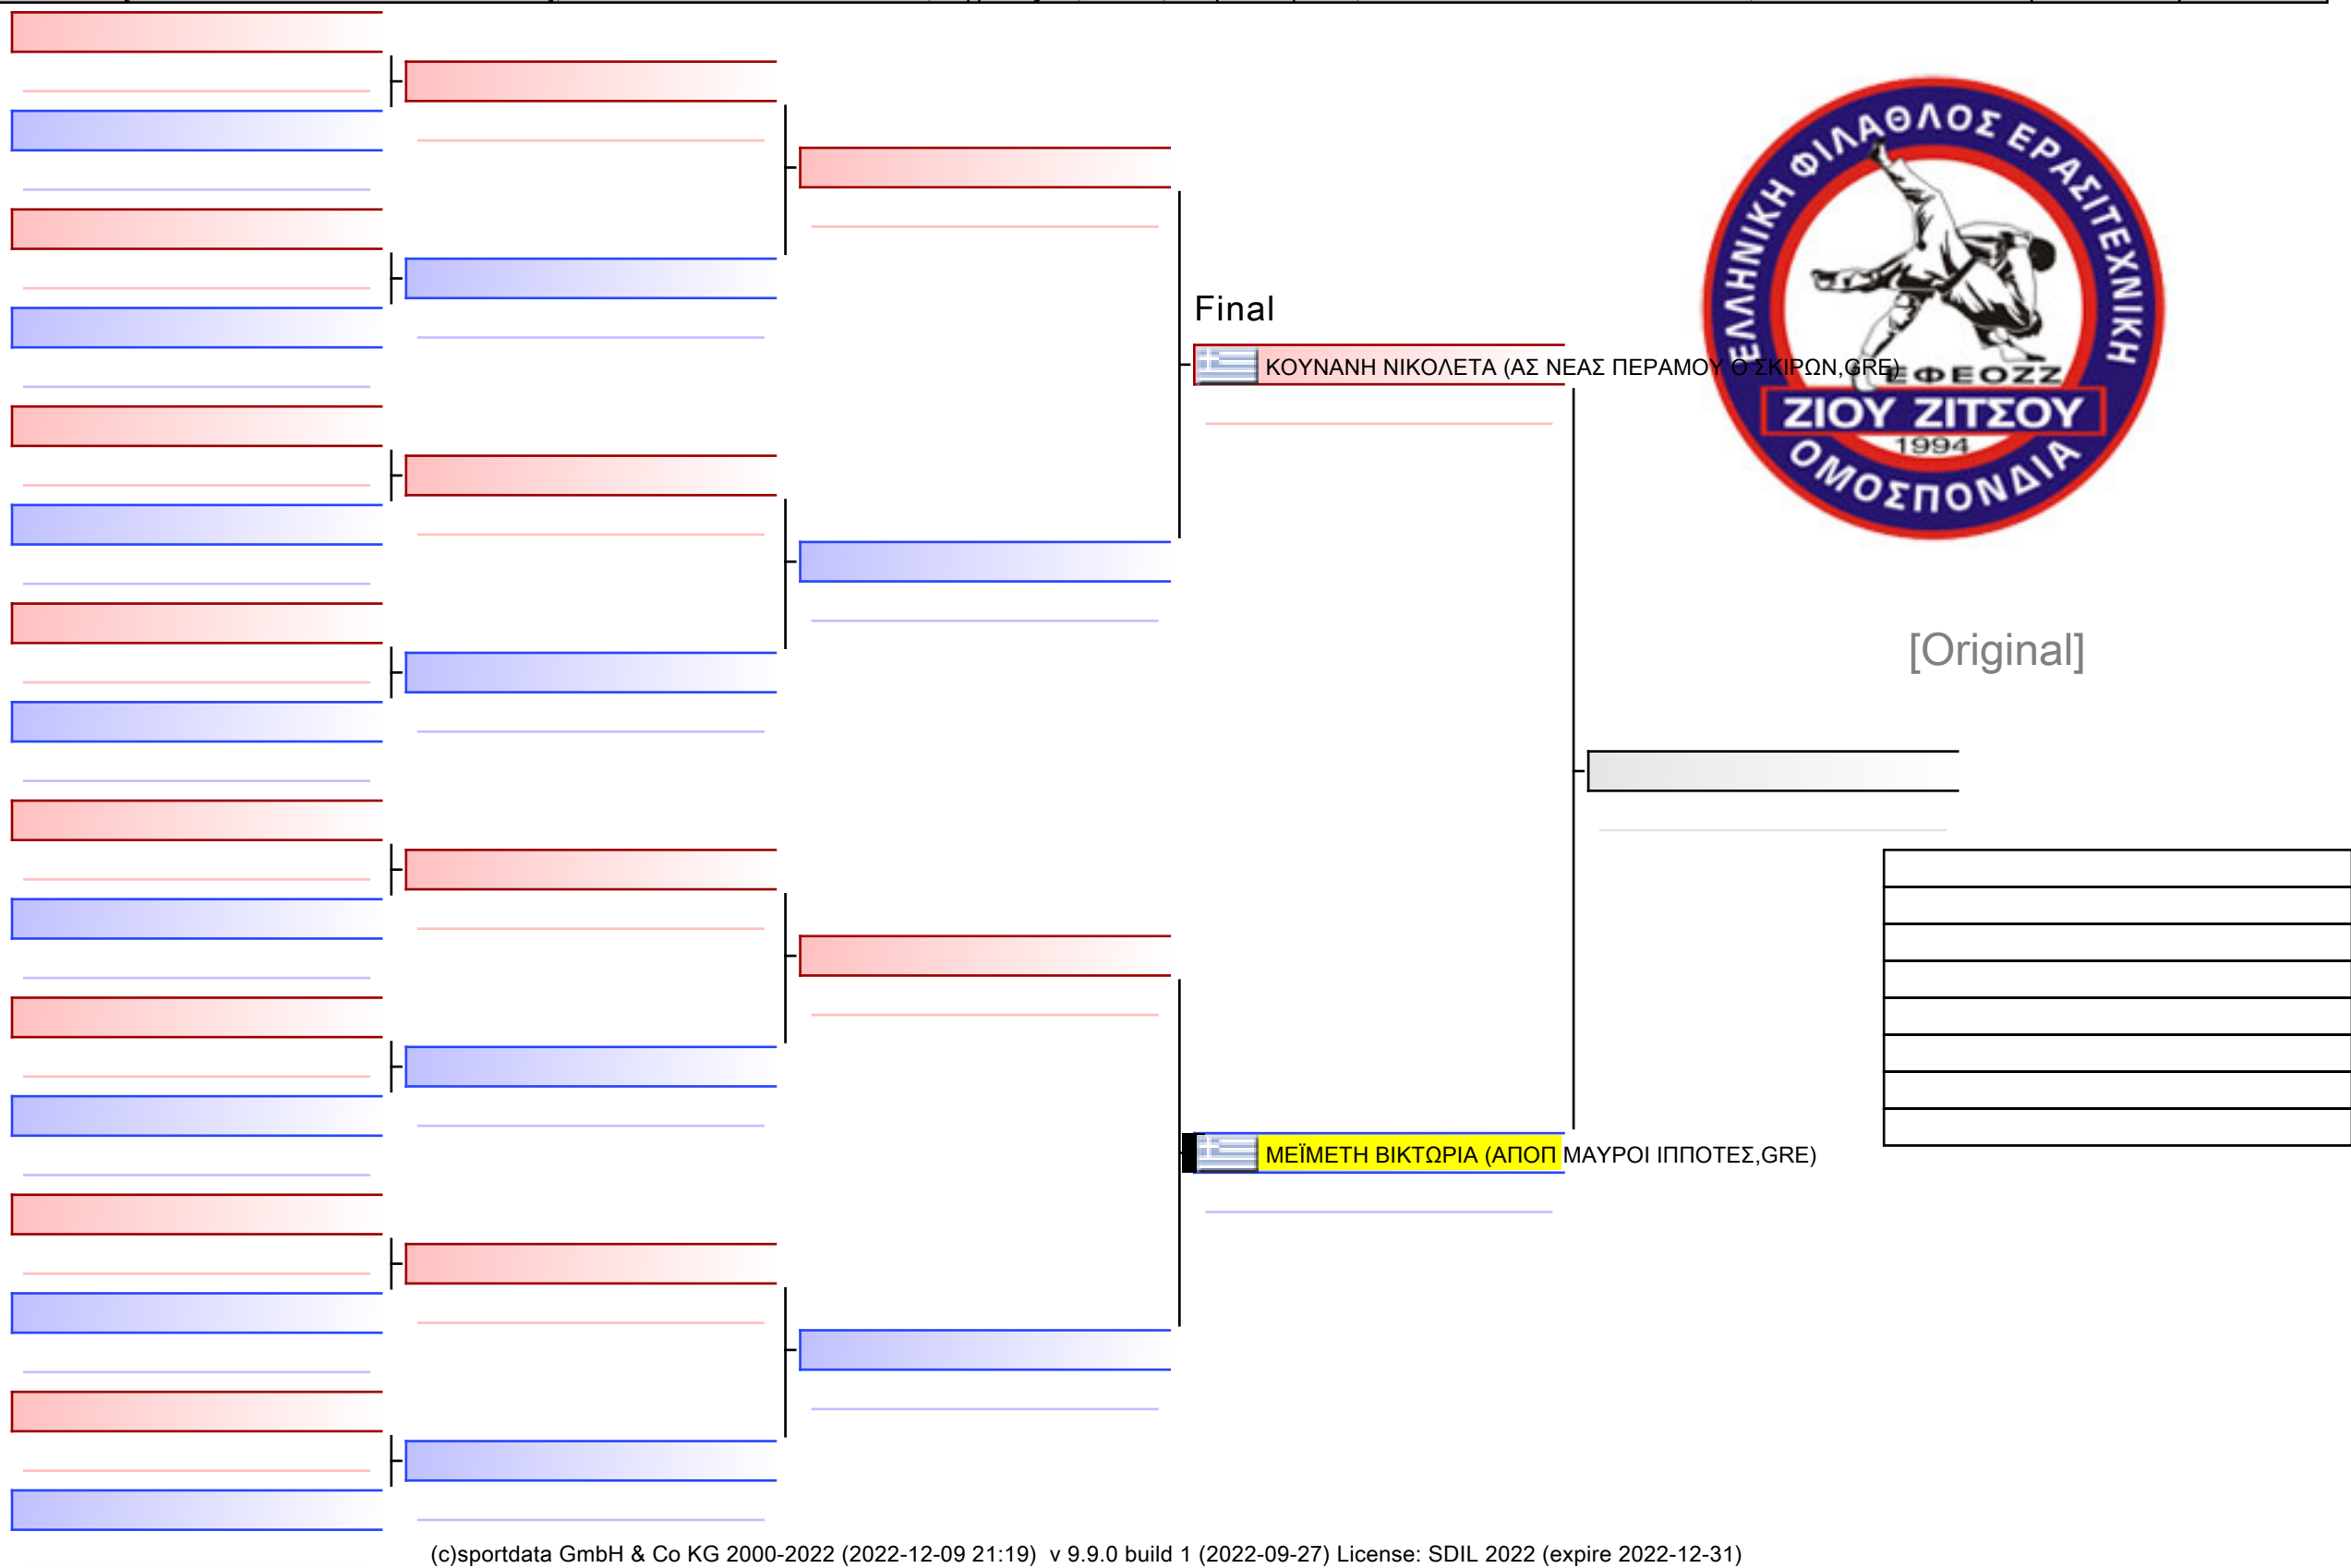 ΕΛΛΗΝΙΚΗ ΦΙΛΑΘΛΟΣ ΕΡΑΣΙΤΕΧΝΙΚΗ
Final
ΚΟΥΝΑΝΗ ΝΙΚΟΛΕΤΑ (ΑΣ ΝΕΑΣ ΠΕΡΑΜΟΥ Ο ΣΚΙΡΩΝ,GRE)
ΕΦΕΟΖΖ
ΖΙΟΥ ΖΙΤΣΟΥ
1994
ΟΜΟΣΠΟΝΔΙΑ
[Original]
ΜΕΪΜΕΤΗ ΒΙΚΤΩΡΙΑ (ΑΠΟΠ ΜΑΥΡΟΙ ΙΠΠΟΤΕΣ,GRE)
(c)sportdata GmbH & Co KG 2000-2022 (2022-12-09 21:19) v 9.9.0 build 1 (2022-09-27) License: SDIL 2022 (expire 2022-12-31)